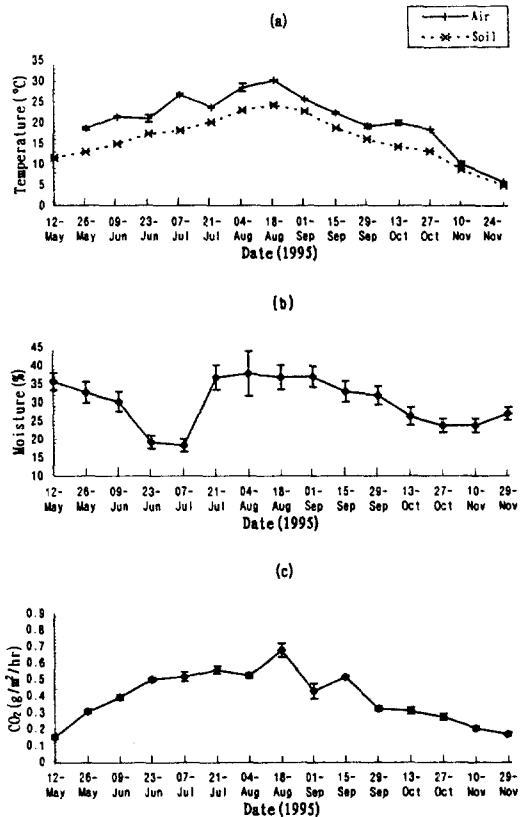 (a)
Air
Soil
Temperature(°C)
35
30
25
20
15
10
5
0
12-May 26-May 09-Jun 23-Jun 07-Jul 21-Jul 04-Aug 18-Aug 01-Sep 15-Sep 29-Sep 13-Oct 27-Oct 10-Nov 24-Nov
Date(1995)
(b)
Moisture(%)
45
40
35
30
25
20
15
10
12-May 26-May 09-Jun 23-Jun 07-Jul 21-Jul 04-Aug 18-Aug 01-Sep 15-Sep 29-Sep 13-Oct 27-Oct 10-Nov 29-Nov
Date(1995)
(c)
CO₂(g/m²/hr)
0.9
0.8
0.7
0.6
0.5
0.4
0.3
0.2
0.1
0
12-May 26-May 09-Jun 23-Jun 07-Jul 21-Jul 04-Aug 18-Aug 01-Sep 15-Sep 29-Sep 13-Oct 27-Oct 10-Nov 29-Nov
Date(1995)